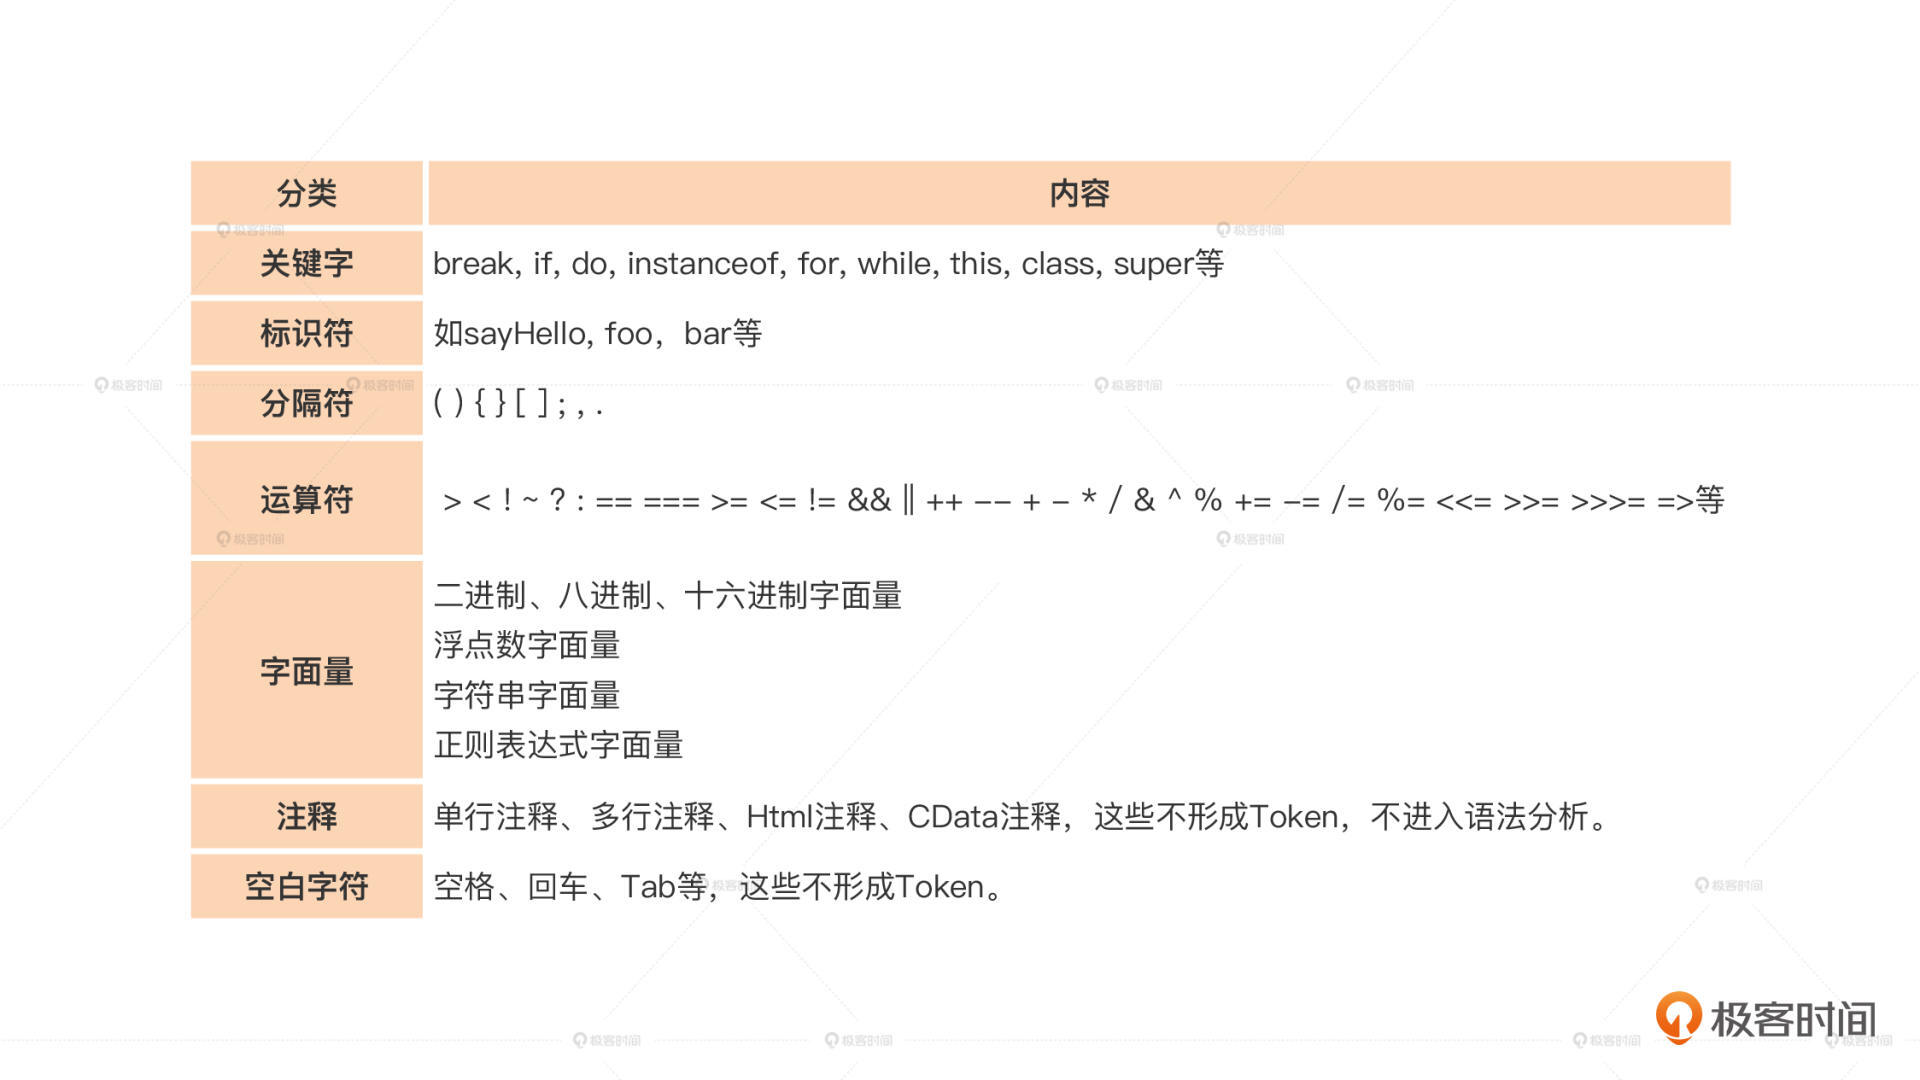 分类 内容
关键字 break, if, do, instanceof, for, while, this, class, super等
标识符 如sayHello, foo，bar等
分隔符 ( ) { } [ ] ; , .
运算符 > < ! ~ ? : == === >= <= != && || ++ -- + - * / & ^ % += -= /= %= <<= >>= >>>= =>等
字面量 二进制、八进制、十六进制字面量
浮点数字面量
字符串字面量
正则表达式字面量
注释 单行注释、多行注释、Html注释、CData注释，这些不形成Token，不进入语法分析。
空白字符 空格、回车、Tab等，这些不形成Token。
极客时间